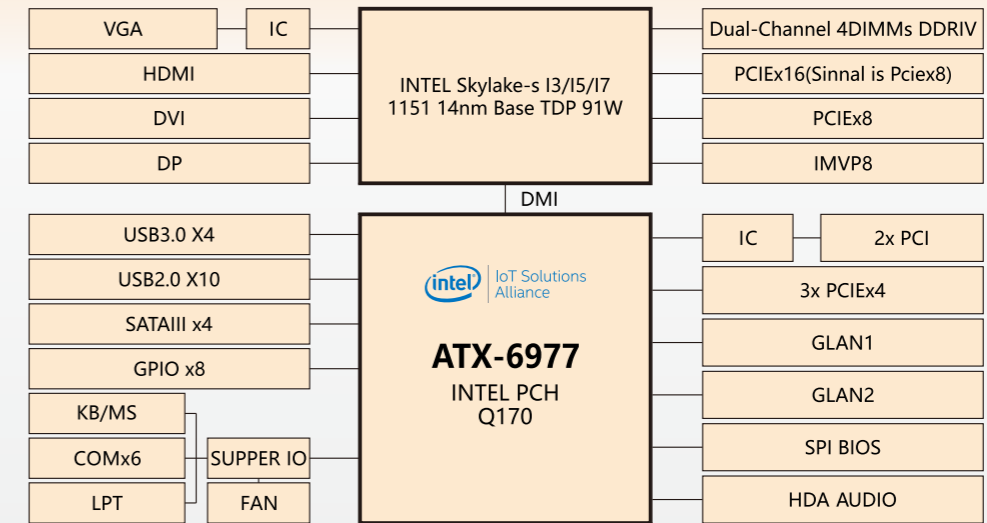 VGA
IC
HDMI
DVI
DP
INTEL Skylake-s I3/I5/I7
1151 14nm Base TDP 91W
Dual-Channel 4DIMMs DDRIV
PCIEx16(Sinnal is Pciex8)
PCIEx8
IMVP8
DMI
USB3.0 X4
USB2.0 X10
SATAIII x4
GPIO x8
KB/MS
COMx6
LPT
SUPPER IO
FAN
intel
IoT Solutions
Alliance
ATX-6977
INTEL PCH
Q170
IC
2x PCI
3x PCIEx4
GLAN1
GLAN2
SPI BIOS
HDA AUDIO